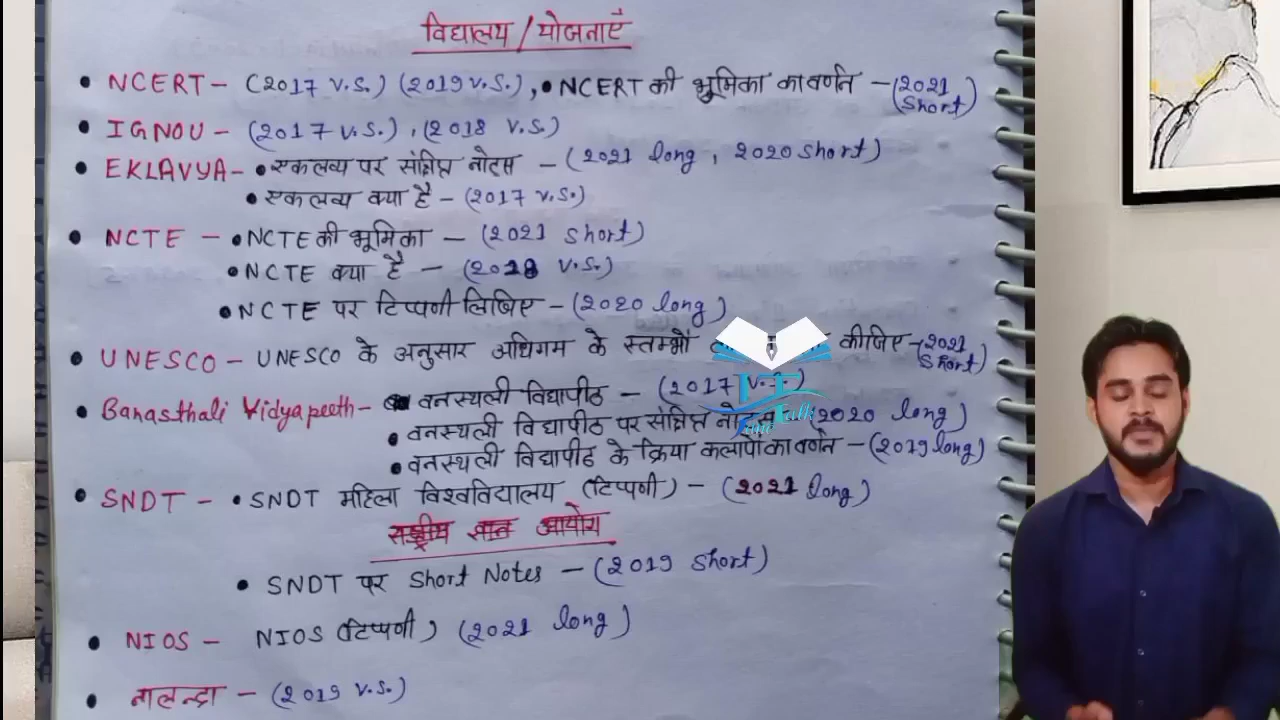 विद्यालय / योजनाएँ
• NCERT – (2017 V.S.) (2019 V.S.), • NCERT की भूमिका का वर्णन – (2021 Short)
• IGNOU – (2017 V.S.), (2018 V.S.)
• EKLAVYA – • एकलव्य पर संक्षिप्त नोट्स – (2021 long, 2020 short)
• एकलव्य क्या है – (2017 V.S.)
• NCTE – • NCTE की भूमिका – (2021 short)
• NCTE क्या है – (2018 V.S.)
• NCTE पर टिप्पणी लिखिए – (2020 long)
• UNESCO – UNESCO के अनुसार अधिगम के स्तम्भों कीजिए – (2021 Short)
• Banasthali Vidyapeeth – वनस्थली विद्यापीठ – (2017 V.S.)
• वनस्थली विद्यापीठ पर संक्षिप्त नोट्स – (2020 long)
• वनस्थली विद्यापीठ के क्रिया कलापों का वर्णन – (2019 long)
• SNDT – • SNDT महिला विश्वविद्यालय (टिप्पणी) – (2021 long)
राष्ट्रीय ज्ञान आयोग
• SNDT पर Short Notes – (2019 Short)
• NIOS – NIOS (टिप्पणी) (2021 long)
• नालन्दा – (2019 V.S.)